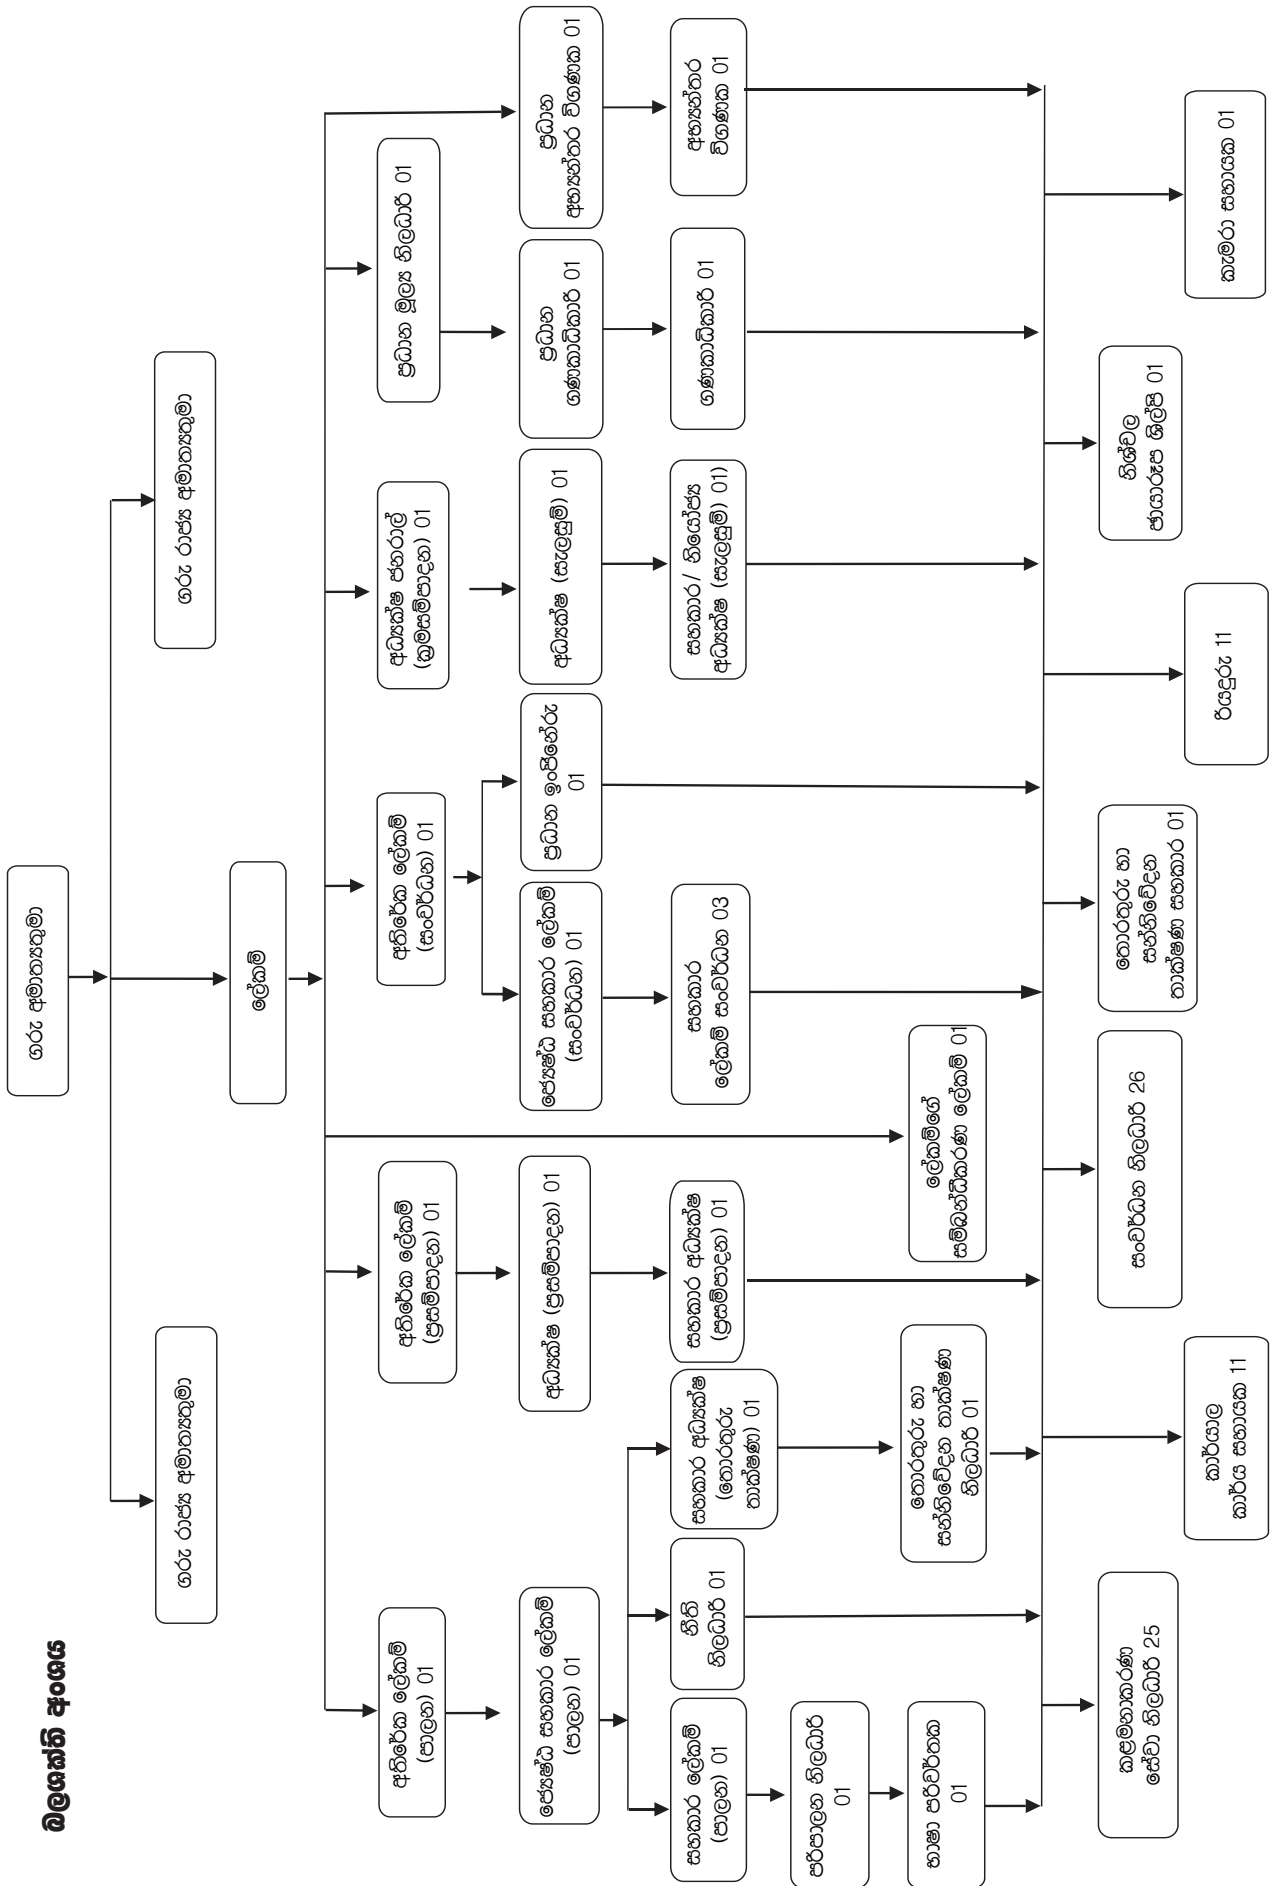 බලශක්ති අංශය
ගරු අමාත්‍යතුමා
ගරු රාජ්‍ය අමාත්‍යතුමා
ගරු රාජ්‍ය අමාත්‍යතුමා
ලේකම්
අතිරේක ලේකම්
(පාලන) 01
අතිරේක ලේකම්
(ප්‍රසම්පාදන) 01
අතිරේක ලේකම්
(සංවර්ධන) 01
අධ්‍යක්ෂ ජනරාල්
(ක්‍රමසම්පාදන) 01
ප්‍රධාන මූල්‍ය නිලධාරී 01
ජ්‍යෙෂ්ඨ සහකාර ලේකම්
(පාලන) 01
අධ්‍යක්ෂ (ප්‍රසම්පාදන) 01
ජ්‍යෙෂ්ඨ සහකාර ලේකම්
(සංවර්ධන) 01
ප්‍රධාන ඉංජිනේරු
01
අධ්‍යක්ෂ (සැලසුම්) 01
ප්‍රධාන
ගණකාධිකාරී 01
ප්‍රධාන
අභ්‍යන්තර විගණක 01
සහකාර ලේකම්
(පාලන) 01
නීති
නිලධාරී 01
සහකාර අධ්‍යක්ෂ
(තොරතුරු
තාක්ෂණ) 01
සහකාර අධ්‍යක්ෂ
(ප්‍රසම්පාදන) 01
සහකාර
ලේකම් සංවර්ධන 03
සහකාර/ නියෝජ්‍ය
අධ්‍යක්ෂ (සැලසුම්) 01)
ගණකාධිකාරී 01
අභ්‍යන්තර
විගණක 01
පරිපාලන නිලධාරී
01
භාෂා පරිවර්තක
01
තොරතුරු හා
සන්නිවේදන තාක්ෂණ
නිලධාරී 01
ලේකම්ගේ
සම්බන්ධීකරණ ලේකම් 01
කළමනාකරණ
සේවා නිලධාරී 25
සංවර්ධන නිලධාරී 26
තොරතුරු හා
සන්නිවේදන
තාක්ෂණ සහකාර 01
නිශ්චල
ඡායාරූප ශිල්පී 01
කාර්යාල
කාර්ය සහායක 11
රියදුරු 11
කැමරා සහායක 01